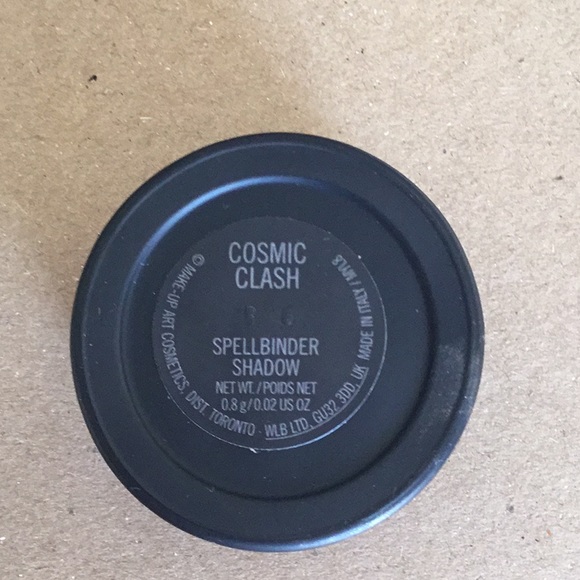 COSMIC
CLASH
SPELLBINDER
SHADOW
NET WT./POIDS NET
0.8 g/0.02 US OZ
© MAKE-UP ART COSMETICS, DIST. TORONTO - WLB LTD, GU32 3DD, UK MADE IN ITALY /